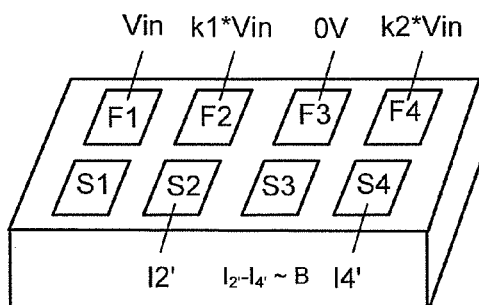 Vin k1*Vin 0V k2*Vin
F1 F2 F3 F4
S1 S2 S3 S4
I2' I2'-I4' ~ B I4'